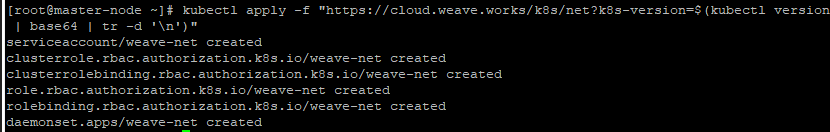 [root@master-node ~]# kubectl apply -f "https://cloud.weave.works/k8s/net?k8s-version=$(kubectl version
 | base64 | tr -d '\n')"
serviceaccount/weave-net created
clusterrole.rbac.authorization.k8s.io/weave-net created
clusterrolebinding.rbac.authorization.k8s.io/weave-net created
role.rbac.authorization.k8s.io/weave-net created
rolebinding.rbac.authorization.k8s.io/weave-net created
daemonset.apps/weave-net created